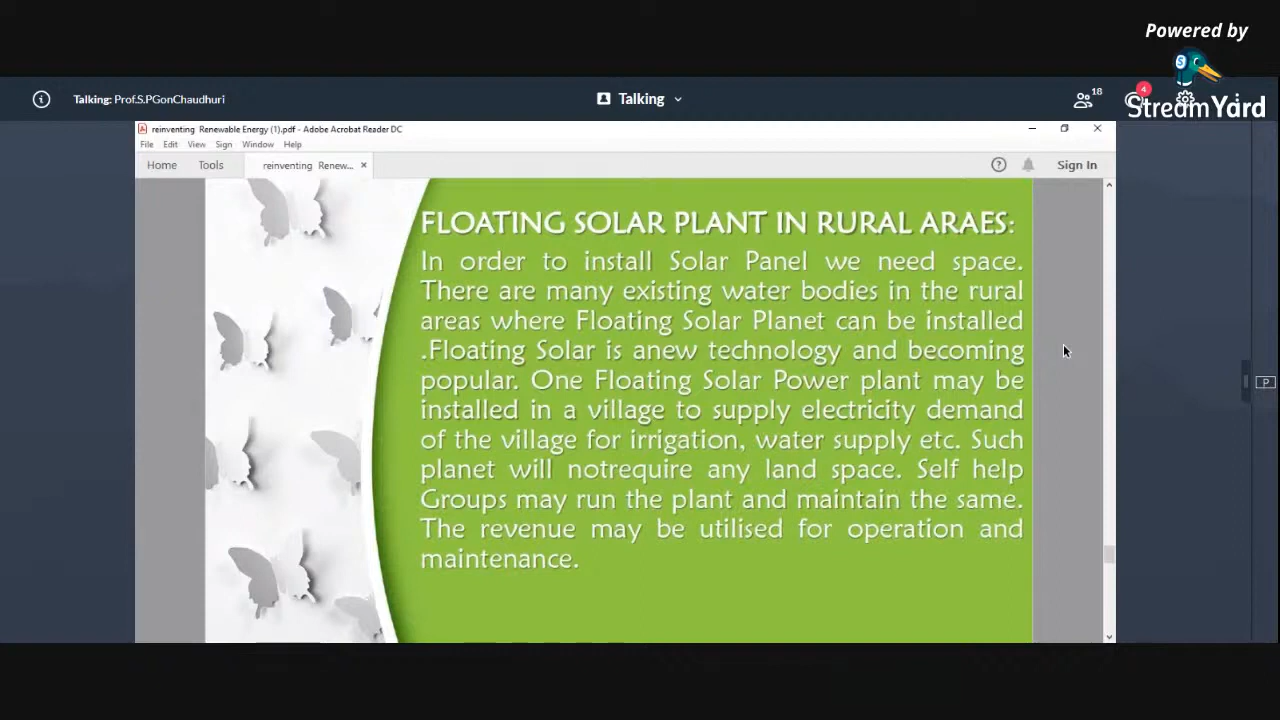 Powered by
StreamYard
Talking: Prof.S.PGonChaudhuri
Talking
18
4
reinventing Renewable Energy (1).pdf - Adobe Acrobat Reader DC
File Edit View Sign Window Help
Home Tools reinventing Renew... × Sign In
FLOATING SOLAR PLANT IN RURAL ARAES:
In order to install Solar Panel we need space.
There are many existing water bodies in the rural
areas where Floating Solar Planet can be installed
.Floating Solar is anew technology and becoming
popular. One Floating Solar Power plant may be
installed in a village to supply electricity demand
of the village for irrigation, water supply etc. Such
planet will notrequire any land space. Self help
Groups may run the plant and maintain the same.
The revenue may be utilised for operation and
maintenance.
P